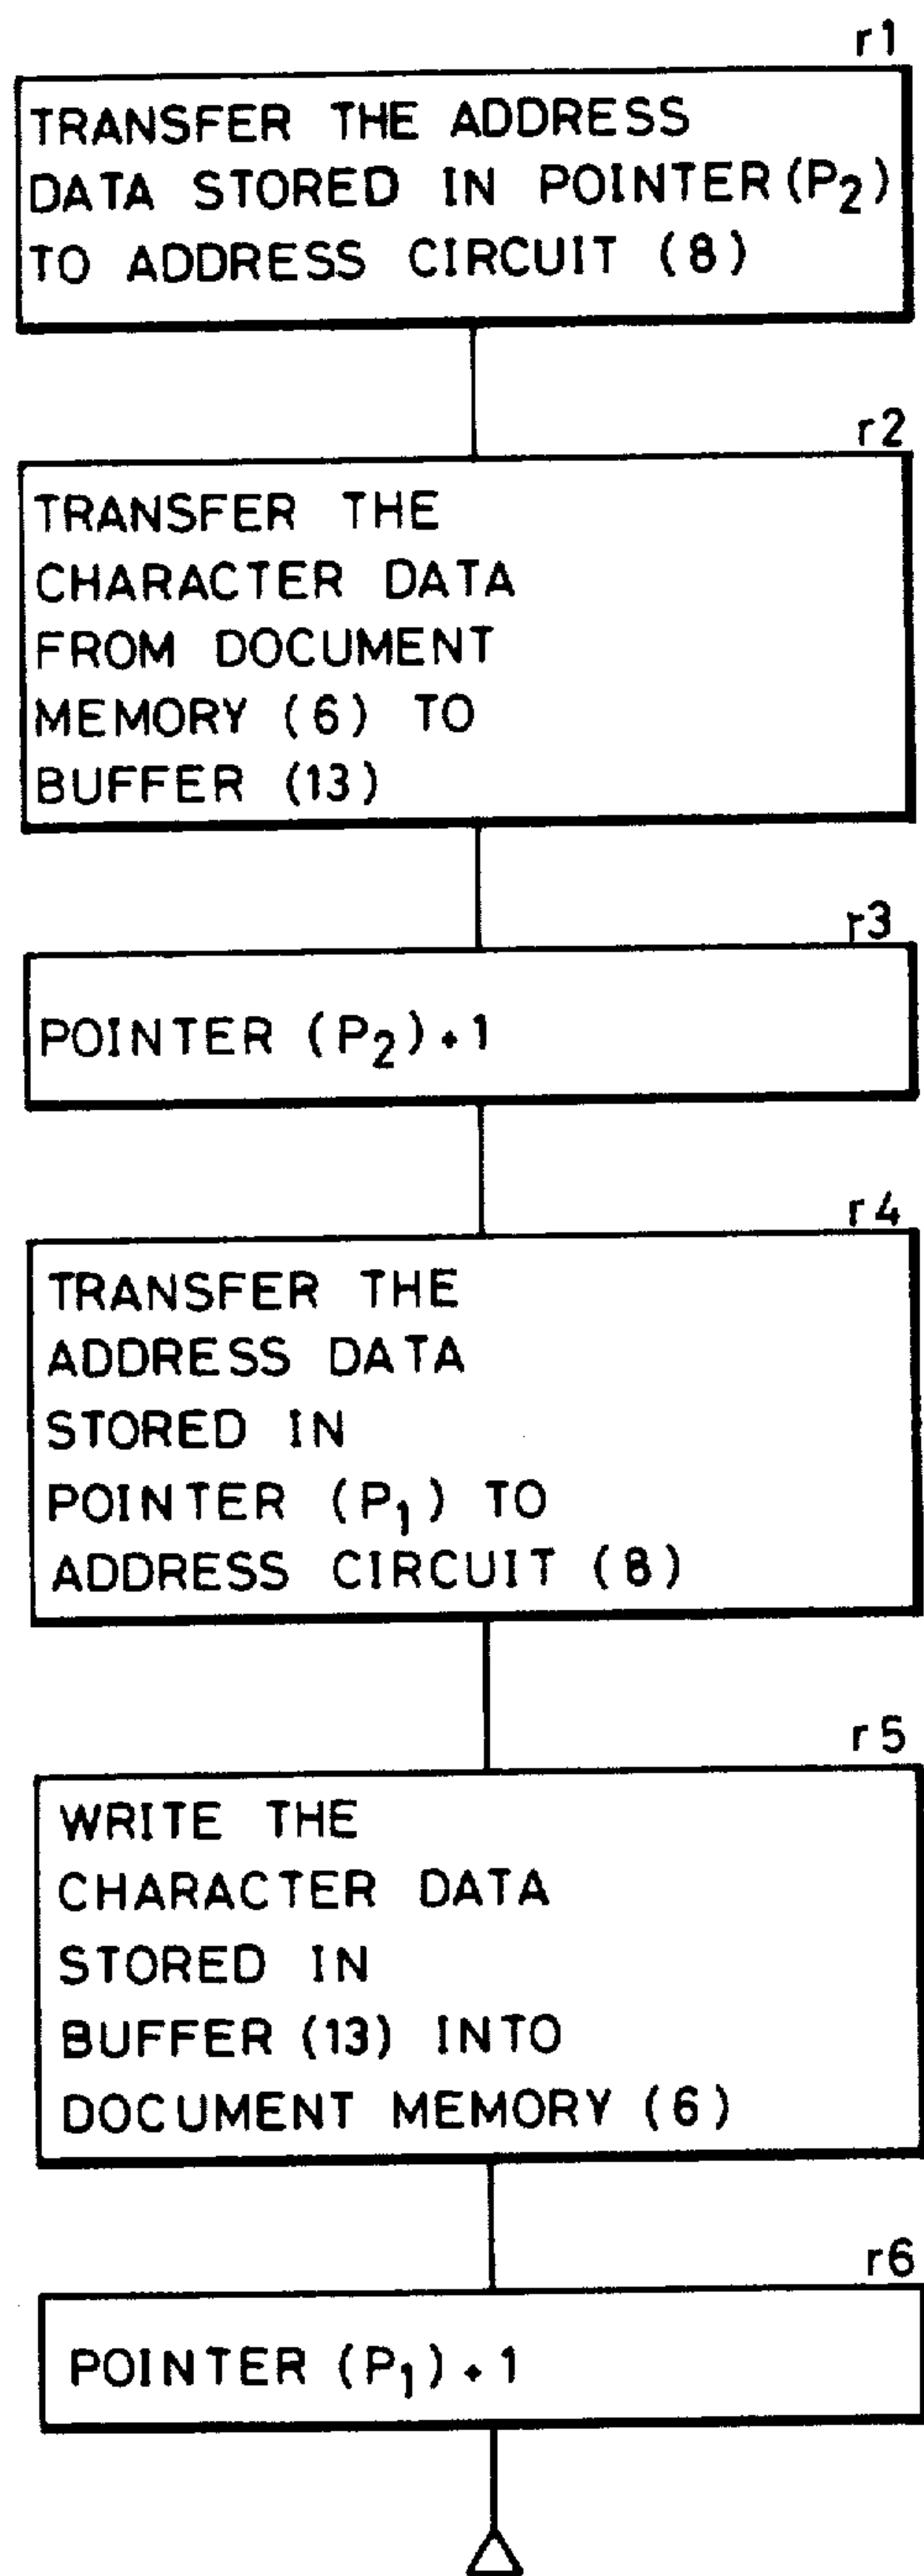 r1
TRANSFER THE ADDRESS
DATA STORED IN POINTER (P₂)
TO ADDRESS CIRCUIT (8)
r2
TRANSFER THE
CHARACTER DATA
FROM DOCUMENT
MEMORY (6) TO
BUFFER (13)
r3
POINTER (P₂)+1
r4
TRANSFER THE
ADDRESS DATA
STORED IN
POINTER (P₁) TO
ADDRESS CIRCUIT (8)
r5
WRITE THE
CHARACTER DATA
STORED IN
BUFFER (13) INTO
DOCUMENT MEMORY (6)
r6
POINTER (P₁)+1